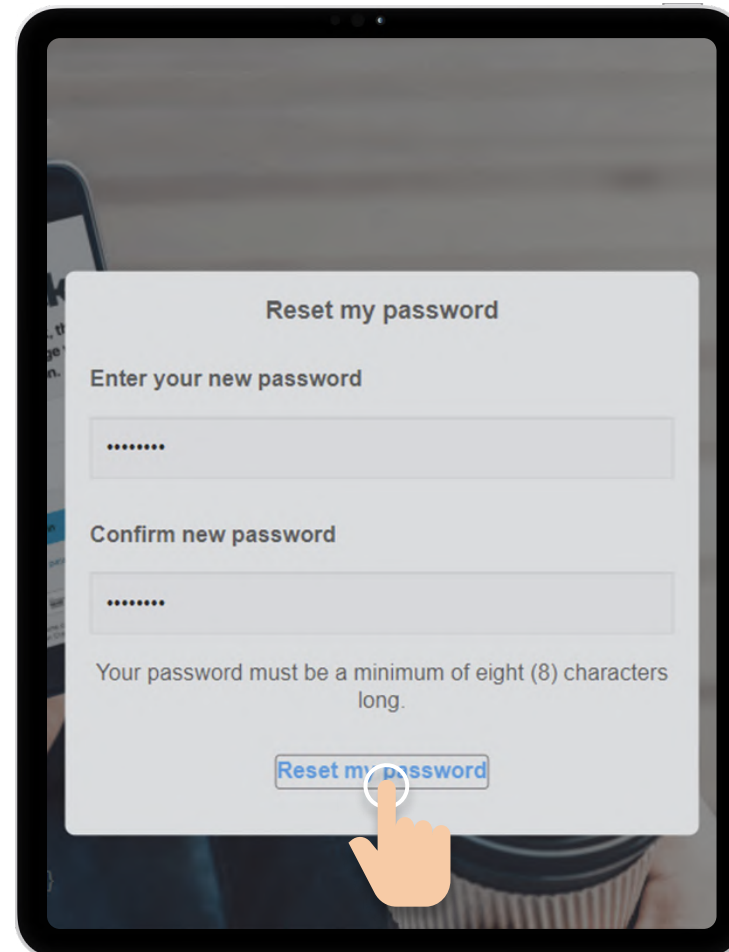 Reset my password
Enter your new password
••••••••
Confirm new password
••••••••
Your password must be a minimum of eight (8) characters
long.
Reset my password